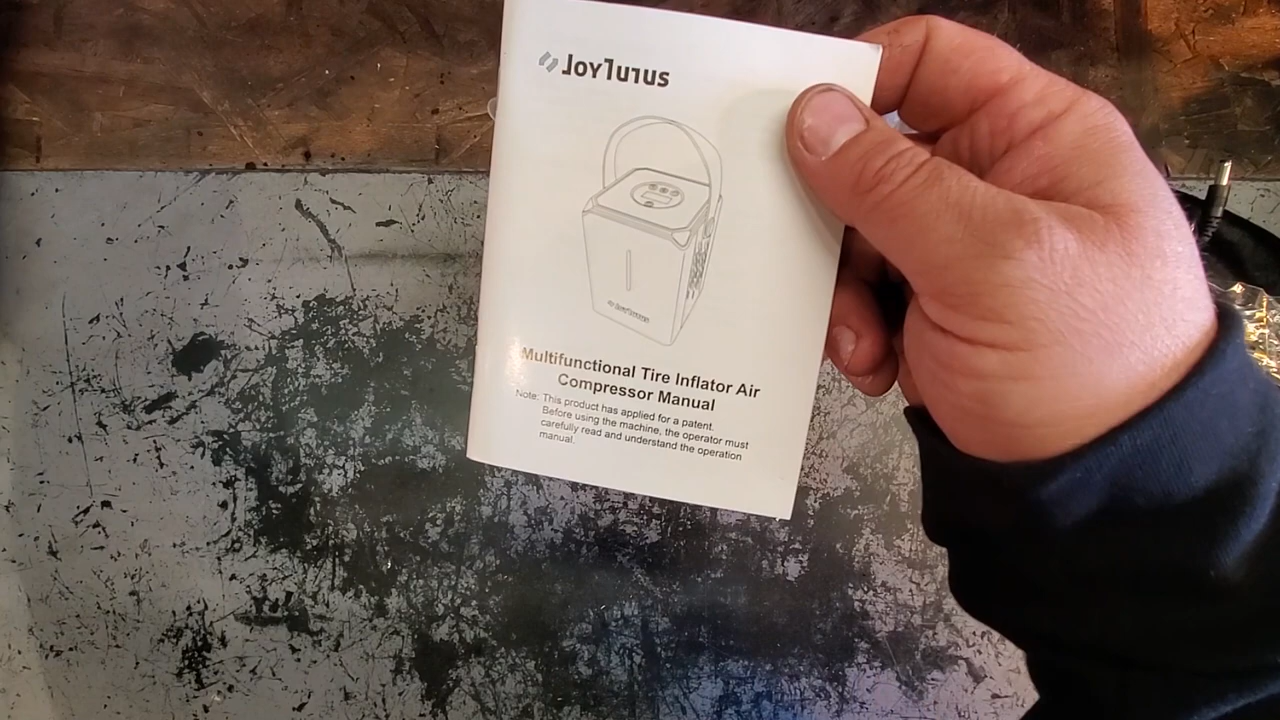 JoyTutus
Multifunctional Tire Inflator Air
Compressor Manual
Note: This product has applied for a patent.
Before using the machine, the operator must
carefully read and understand the operation
manual.